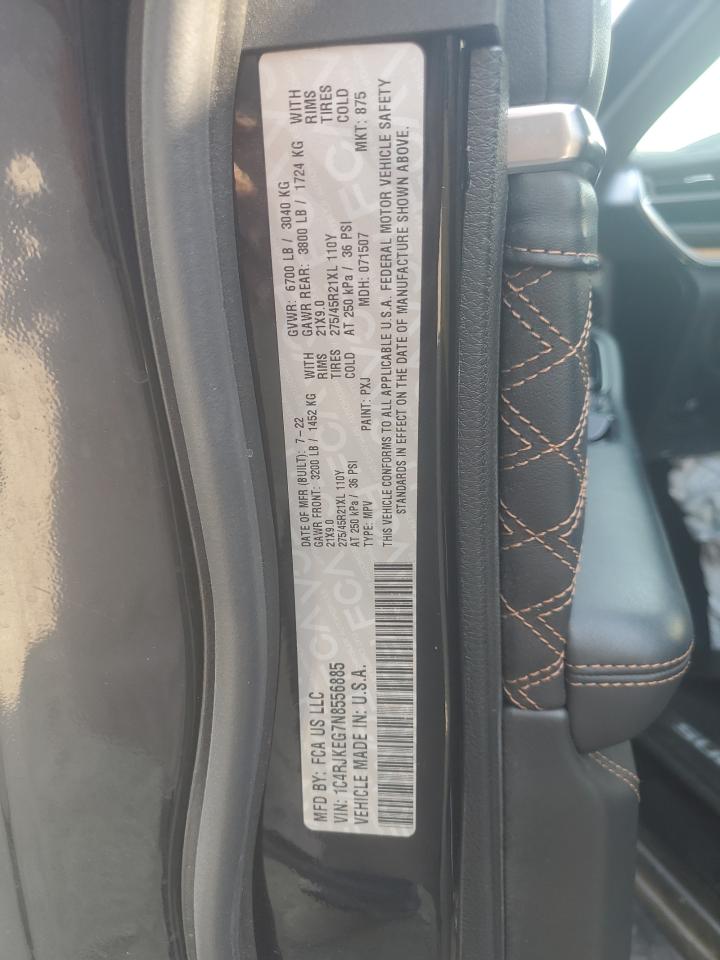 MFD BY: FCA US LLC
DATE OF MFR (BUILT): 7-22
GVWR: 6700 LB / 3040 KG
GAWR FRONT: 3200 LB / 1452 KG WITH
GAWR REAR: 3800 LB / 1724 KG WITH
21X9.0 RIMS
21X9.0 RIMS
275/45R21XL 110Y TIRES
275/45R21XL 110Y TIRES
AT 250 kPa / 36 PSI COLD
AT 250 kPa / 36 PSI COLD
VIN: 1C4RJKEG7N8556885
TYPE: MPV
PAINT: PXJ
MDH: 071507
MKT: 875
VEHICLE MADE IN: U.S.A.
THIS VEHICLE CONFORMS TO ALL APPLICABLE U.S.A. FEDERAL MOTOR VEHICLE SAFETY
STANDARDS IN EFFECT ON THE DATE OF MANUFACTURE SHOWN ABOVE.